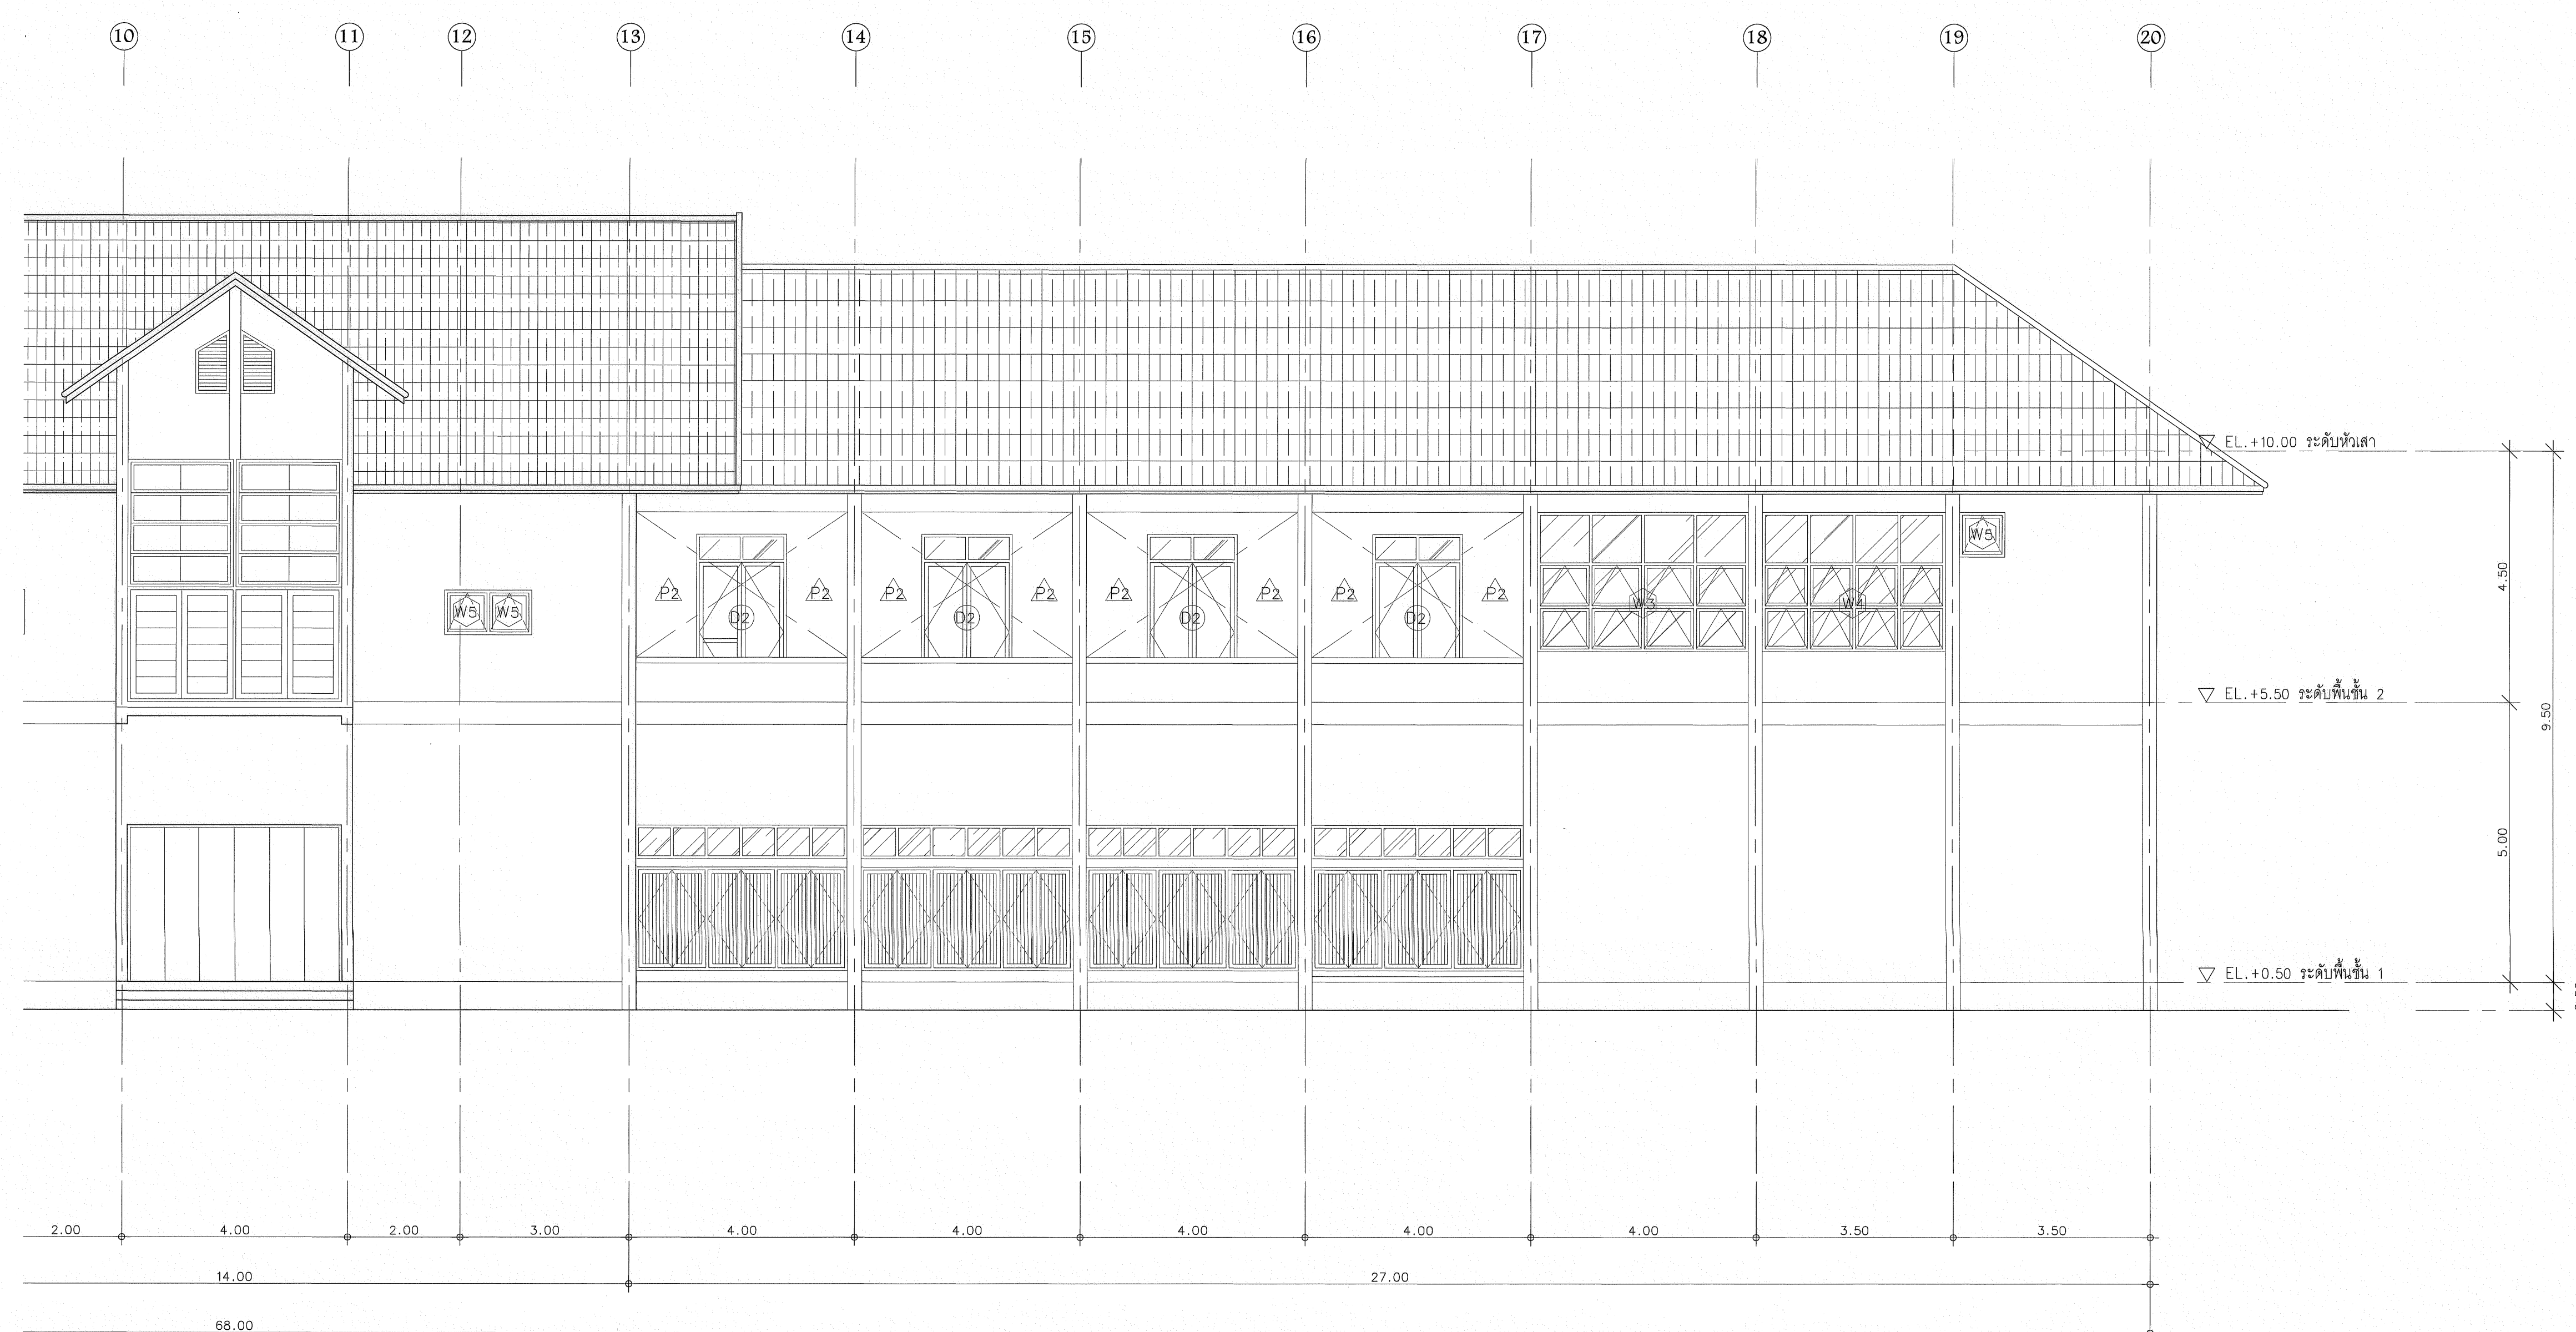 10 11 12 13 14 15 16 17 18 19 20
EL.+10.00 ระดับหัวเสา
W5
4.50
P2 P2 P2 P2 P2 P2 P2 P2
W5 W5 D2 D2 D2 D2 W3 W4
EL.+5.50 ระดับพื้นชั้น 2
9.50
5.00
EL.+0.50 ระดับพื้นชั้น 1
2.00 4.00 2.00 3.00 4.00 4.00 4.00 4.00 4.00 3.50 3.50
14.00 27.00
68.00